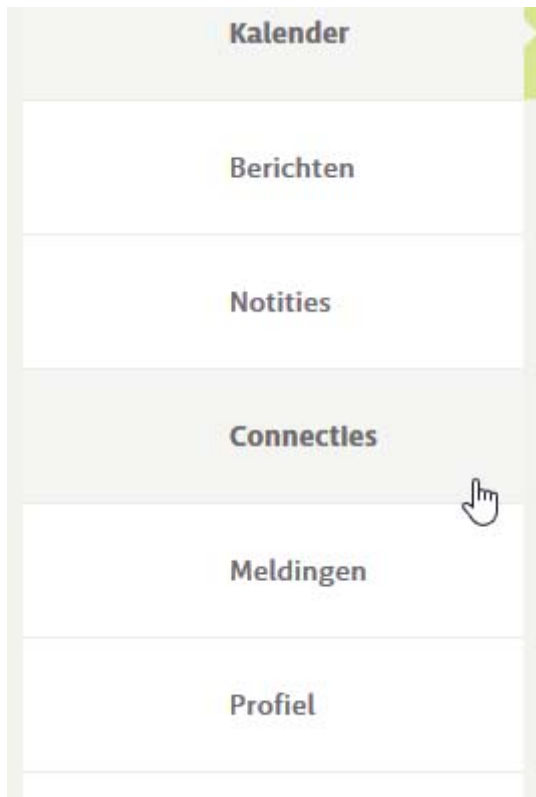 Kalender
Berichten
Notities
Connecties
Meldingen
Profiel